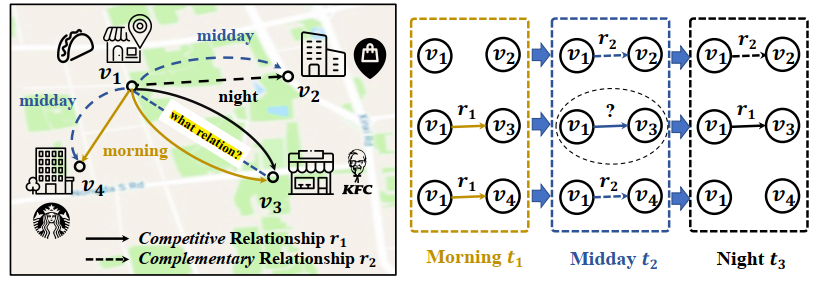 midday
v₁
night
v₂
midday
what relation?
morning
v₄
v₃
KFC
Competitive Relationship r₁
Complementary Relationship r₂
v₁ v₂ v₁ r₂ v₂ v₁ r₂ v₂
v₁ r₁ v₃ v₁ ? v₃ v₁ r₁ v₃
v₁ r₁ v₄ v₁ r₂ v₄ v₁ v₄
Morning t₁ Midday t₂ Night t₃